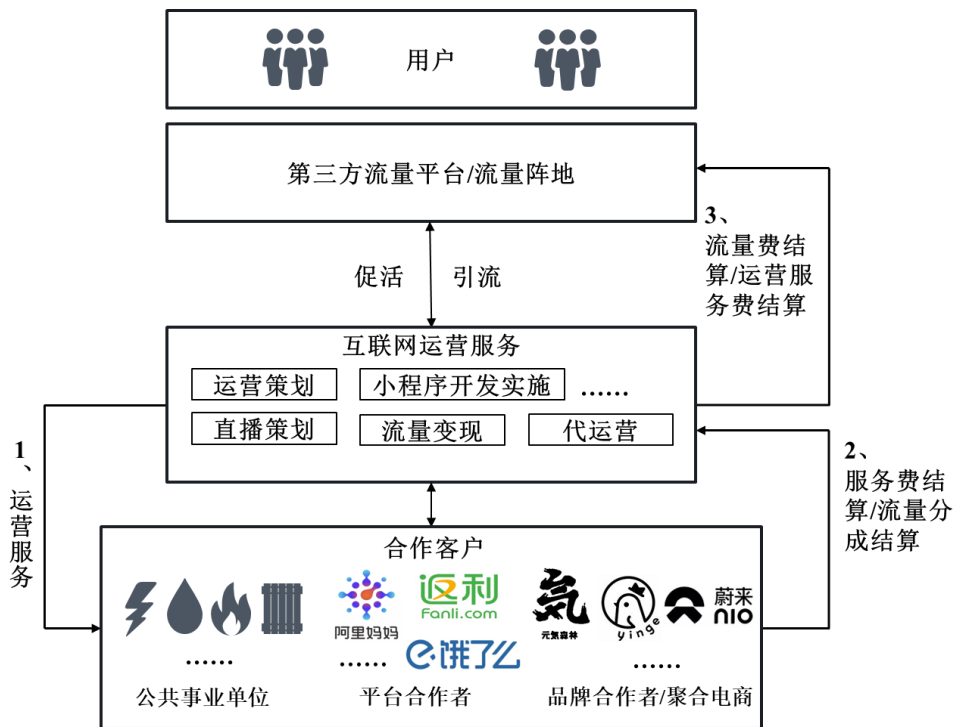 用户
第三方流量平台/流量阵地
促活
引流
3、
流量费结
算/运营服
务费结算
互联网运营服务
运营策划
小程序开发实施
......
直播策划
流量变现
代运营
1、
运营服务
2、
服务费结
算/流量分
成结算
合作客户
阿里妈妈
返利
Fanli.com
e饿了么
気
元気森林
yinge
蔚来
NIO
......
......
......
公共事业单位
平台合作者
品牌合作者/聚合电商